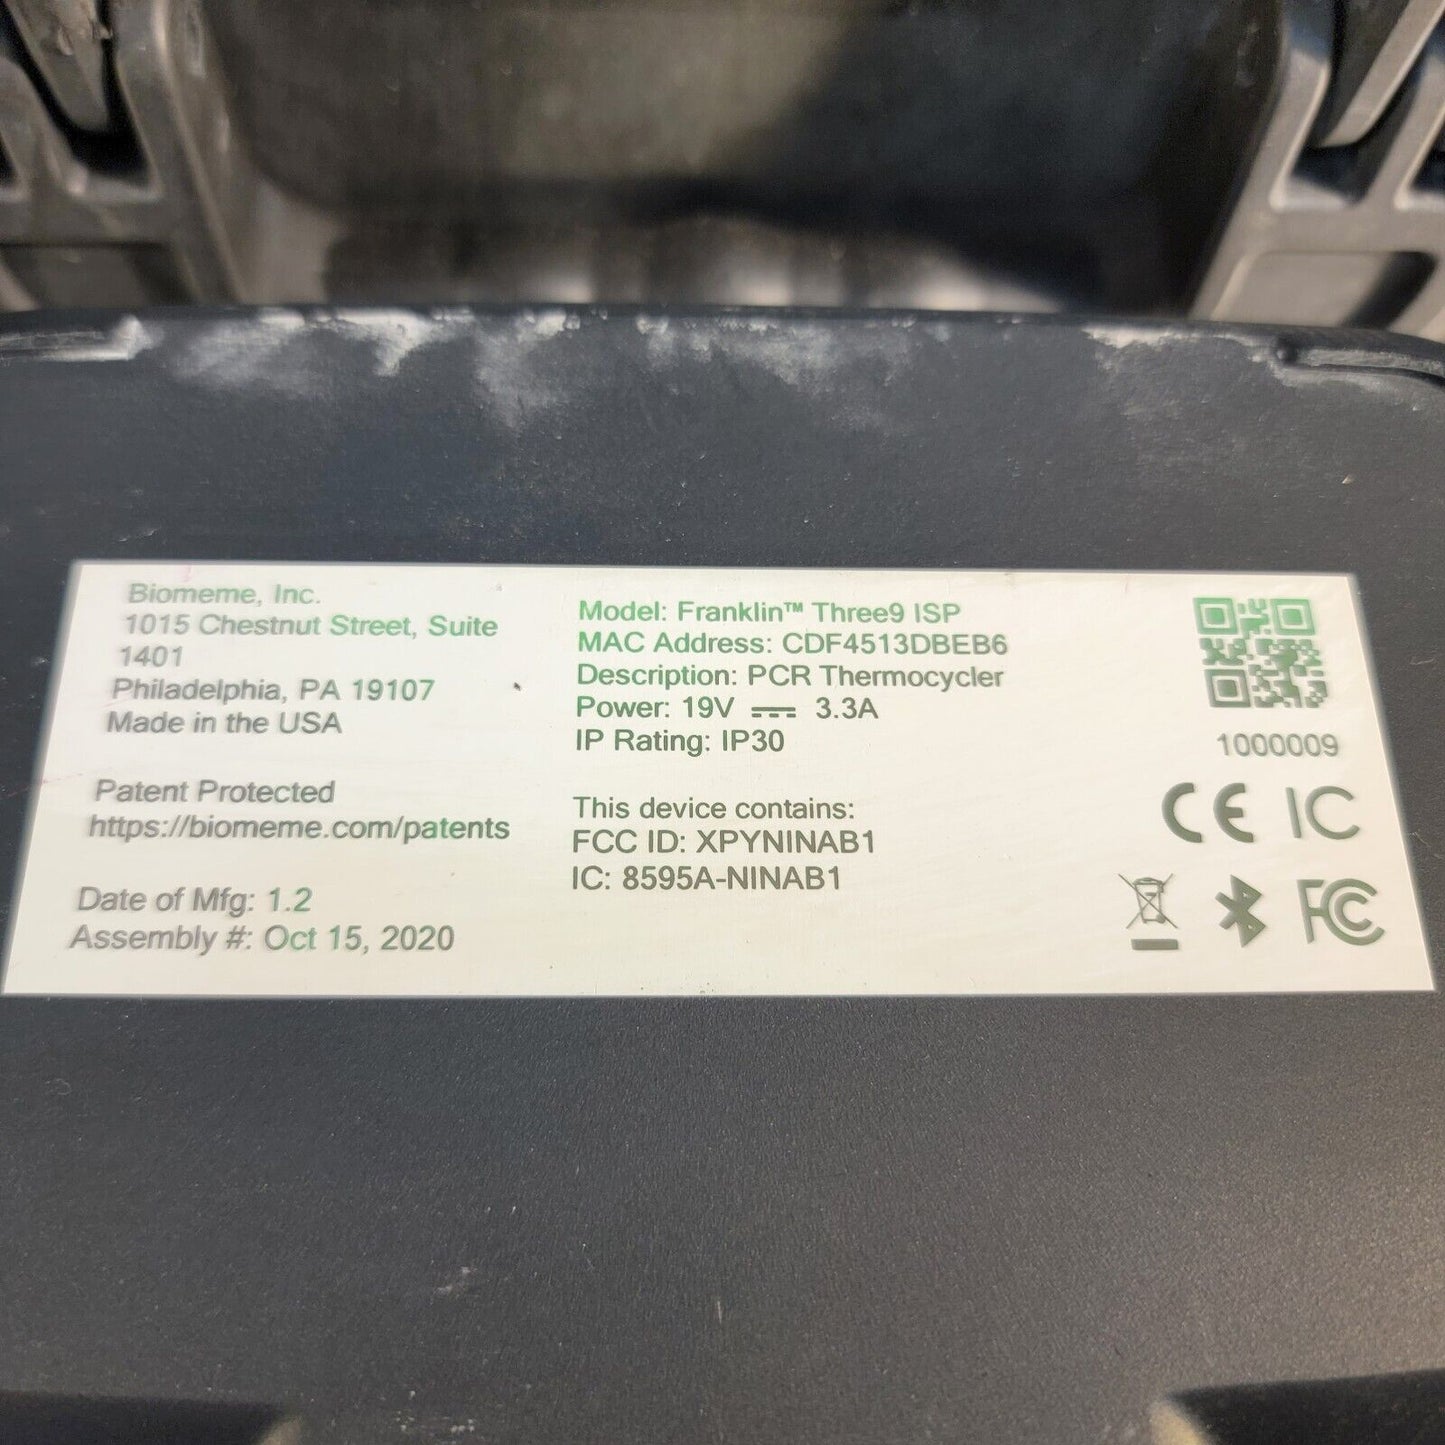 Biomeme, Inc.
1015 Chestnut Street, Suite
1401
Philadelphia, PA 19107
Made in the USA
Patent Protected
https://biomeme.com/patents
Date of Mfg: 1.2
Assembly #: Oct 15, 2020
Model: Franklin™ Three9 ISP
MAC Address: CDF4513DBEB6
Description: PCR Thermocycler
Power: 19V ⎓ 3.3A
IP Rating: IP30
This device contains:
FCC ID: XPYNINAB1
IC: 8595A-NINAB1
1000009
CE IC
FCC